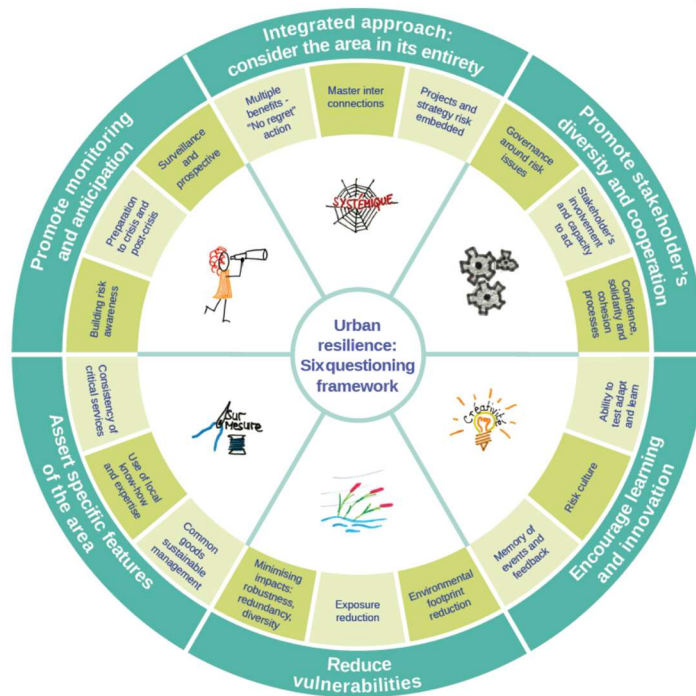 Integrated approach:
consider the area in its entirety
Multiple
benefits -
"No regret"
action
Master inter
connections
Projects and
strategy risk
embedded
SYSTÉMIQUE
Promote stakeholder's
diversity and cooperation
Governance
around risk
issues
Stakeholder's
involvement
and capacity
to act
Confidence,
solidarity and
cohesion
processes
Encourage learning
and innovation
Ability to
test adapt
and learn
Risk culture
Memory of
events and
feedback
Creativité
Reduce
vulnerabilities
Environmental
footprint
reduction
Exposure
reduction
Minimising
impacts:
robustness,
redundancy,
diversity
Assert specific features
of the area
Common
goods
sustainable
management
Use of local
know-how
and expertise
Consistency of
critical services
Sur
Mesure
Promote monitoring
and anticipation
Building risk
awareness
Preparation
to crisis and
post-crisis
Surveillance
and
prospective
Urban
resilience:
Six questioning
framework